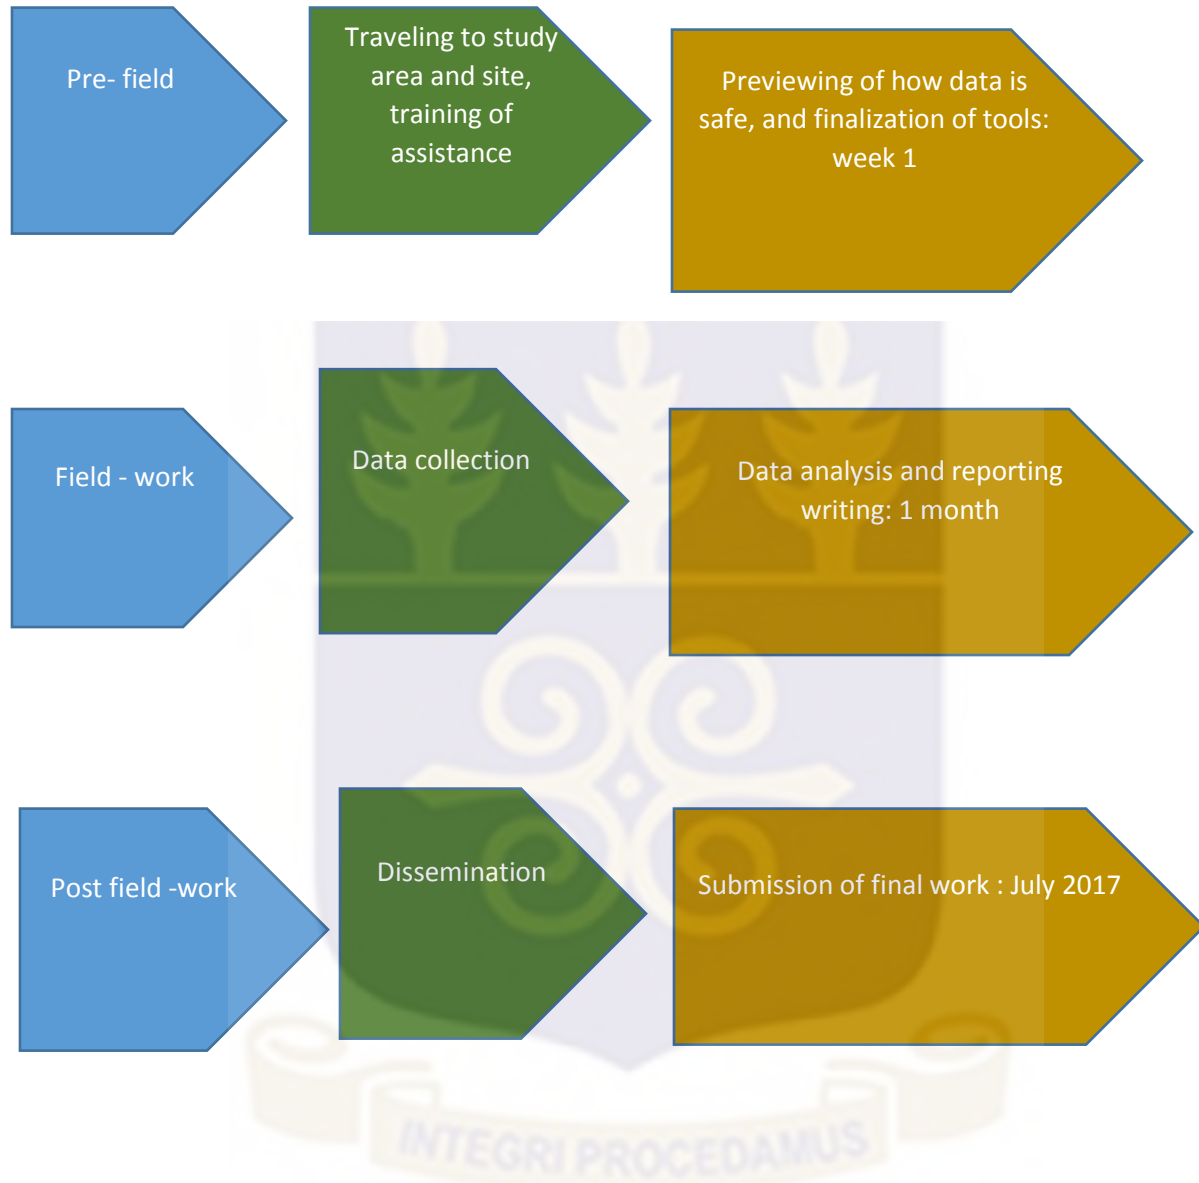 Pre- field
Traveling to study
area and site,
training of
assistance
Previewing of how data is
safe, and finalization of tools:
week 1
Field - work
Data collection
Data analysis and reporting
writing: 1 month
Post field -work
Dissemination
Submission of final work : July 2017
INTEGRI PROCEDAMUS